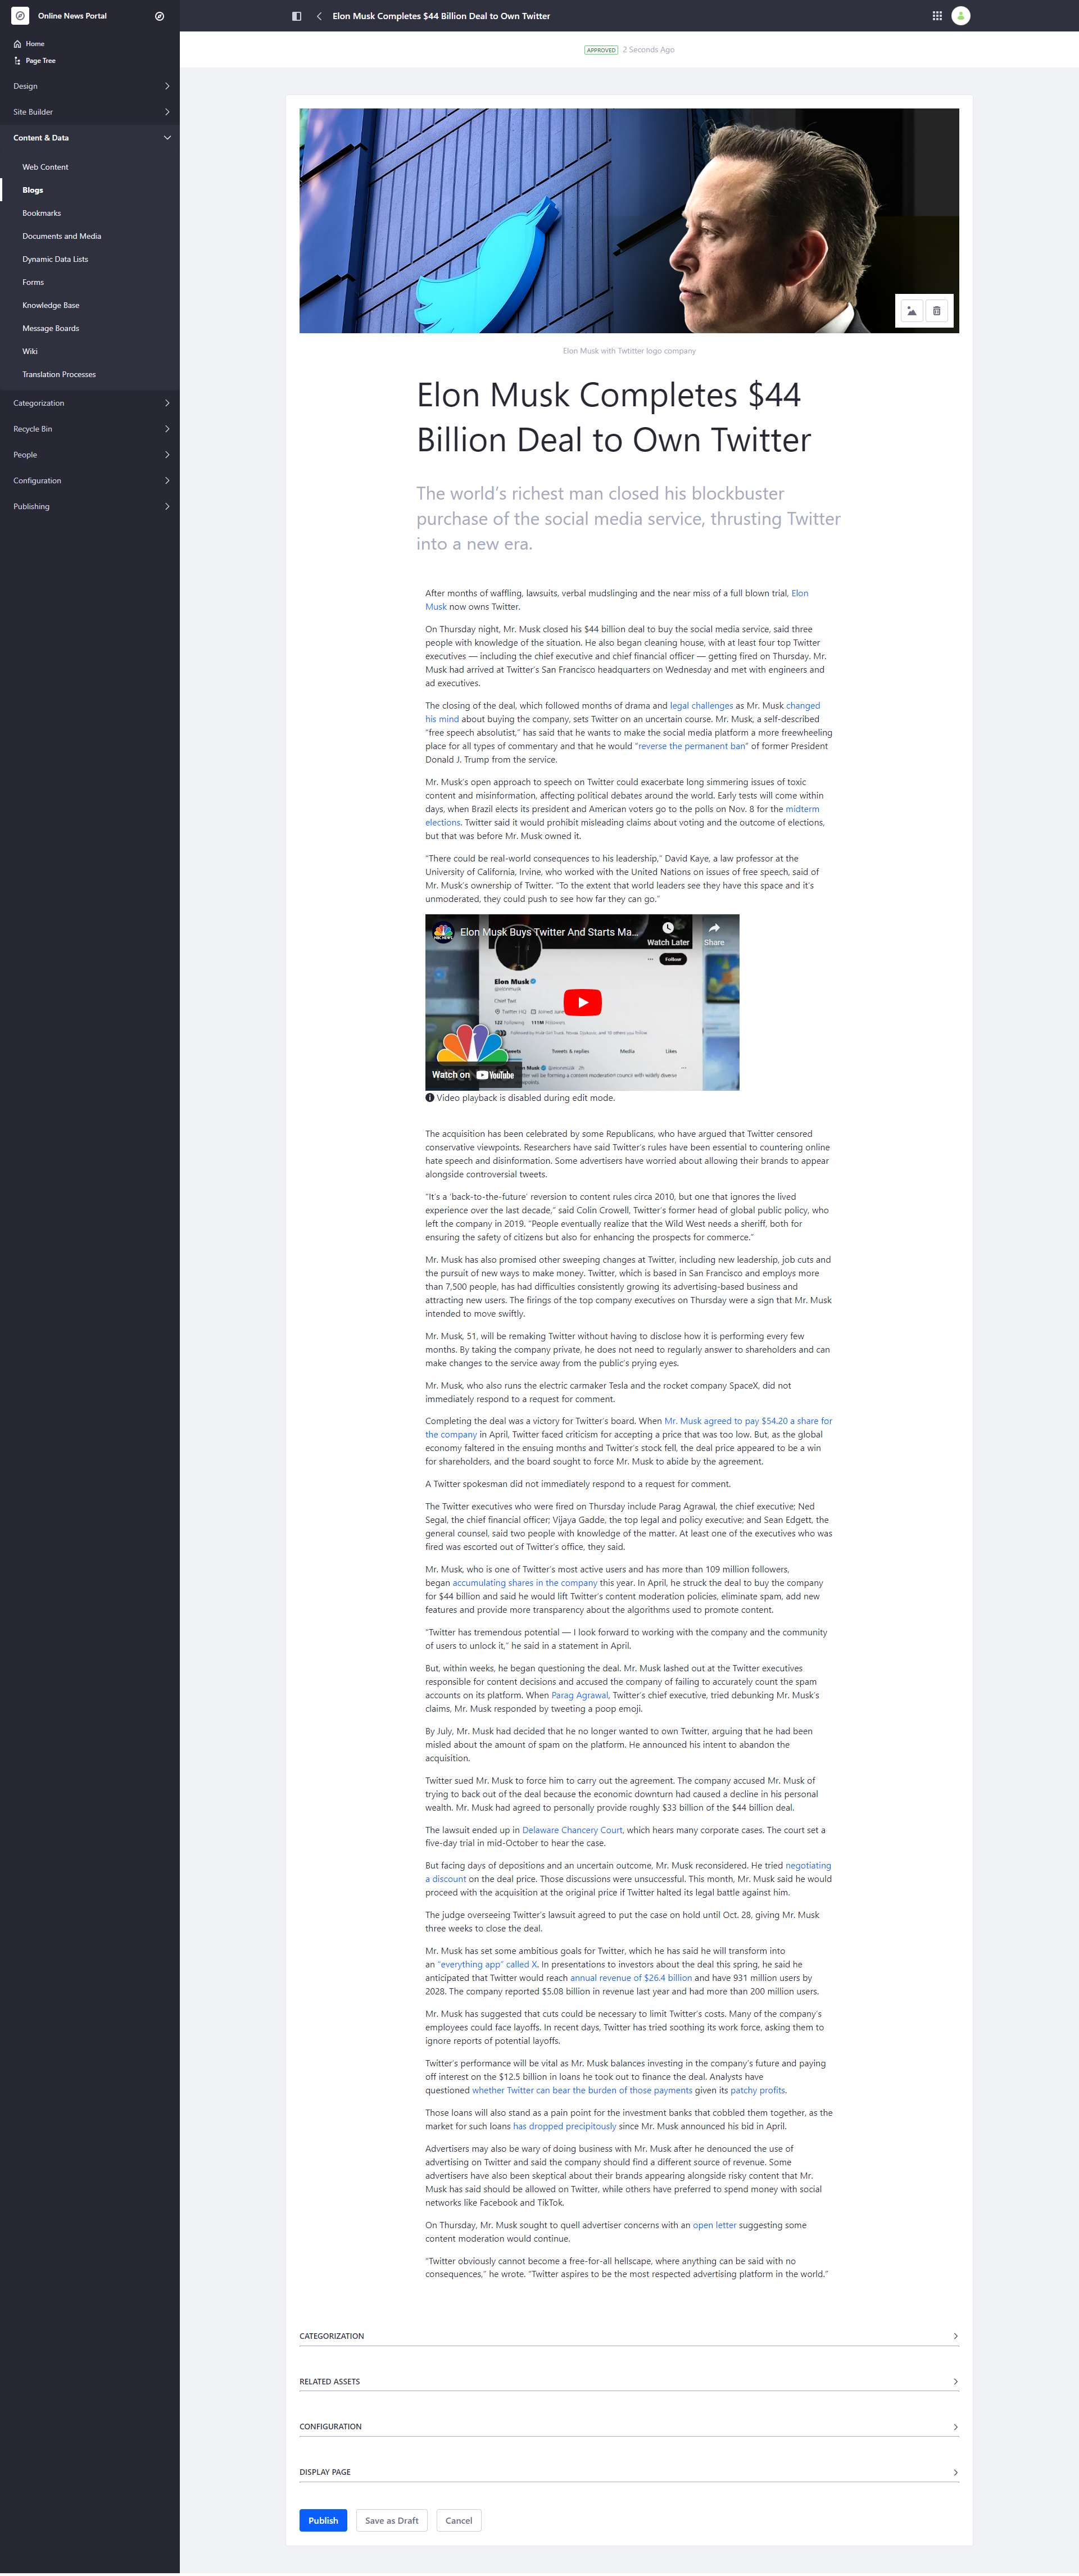 Online News Portal
Home
Page Tree
Design
Site Builder
Content & Data
Web Content
Blogs
Bookmarks
Documents and Media
Dynamic Data Lists
Forms
Knowledge Base
Message Boards
Wiki
Translation Processes
Categorization
Recycle Bin
People
Configuration
Publishing
Elon Musk Completes $44 Billion Deal to Own Twitter
APPROVED 2 Seconds Ago
Elon Musk with Twtitter logo company
Elon Musk Completes $44
Billion Deal to Own Twitter
The world's richest man closed his blockbuster
purchase of the social media service, thrusting Twitter
into a new era.
After months of waffling, lawsuits, verbal mudslinging and the near miss of a full blown trial, Elon
Musk now owns Twitter.
On Thursday night, Mr. Musk closed his $44 billion deal to buy the social media service, said three
people with knowledge of the situation. He also began cleaning house, with at least four top Twitter
executives — including the chief executive and chief financial officer — getting fired on Thursday. Mr.
Musk had arrived at Twitter's San Francisco headquarters on Wednesday and met with engineers and
ad executives.
The closing of the deal, which followed months of drama and legal challenges as Mr. Musk changed
his mind about buying the company, sets Twitter on an uncertain course. Mr. Musk, a self-described
"free speech absolutist," has said that he wants to make the social media platform a more freewheeling
place for all types of commentary and that he would "reverse the permanent ban" of former President
Donald J. Trump from the service.
Mr. Musk's open approach to speech on Twitter could exacerbate long simmering issues of toxic
content and misinformation, affecting political debates around the world. Early tests will come within
days, when Brazil elects its president and American voters go to the polls on Nov. 8 for the midterm
elections. Twitter said it would prohibit misleading claims about voting and the outcome of elections,
but that was before Mr. Musk owned it.
"There could be real-world consequences to his leadership," David Kaye, a law professor at the
University of California, Irvine, who worked with the United Nations on issues of free speech, said of
Mr. Musk's ownership of Twitter. "To the extent that world leaders see they have this space and it's
unmoderated, they could push to see how far they can go."
Elon Musk Buys Twitter And Starts Ma...
Watch Later
Share
NBC NEWS
Follow
Elon Musk
@elonmusk
Chief Twit
Twitter HQ Joined June
122 Following 111M Followers
Tweets Tweets & replies Media Likes
Elon Musk @elonmusk · 2h
Twitter will be forming a content moderation council with widely diverse
Watch on YouTube
Video playback is disabled during edit mode.
The acquisition has been celebrated by some Republicans, who have argued that Twitter censored
conservative viewpoints. Researchers have said Twitter's rules have been essential to countering online
hate speech and disinformation. Some advertisers have worried about allowing their brands to appear
alongside controversial tweets.
"It's a 'back-to-the-future' reversion to content rules circa 2010, but one that ignores the lived
experience over the last decade," said Colin Crowell, Twitter's former head of global public policy, who
left the company in 2019. "People eventually realize that the Wild West needs a sheriff, both for
ensuring the safety of citizens but also for enhancing the prospects for commerce."
Mr. Musk has also promised other sweeping changes at Twitter, including new leadership, job cuts and
the pursuit of new ways to make money. Twitter, which is based in San Francisco and employs more
than 7,500 people, has had difficulties consistently growing its advertising-based business and
attracting new users. The firings of the top company executives on Thursday were a sign that Mr. Musk
intended to move swiftly.
Mr. Musk, 51, will be remaking Twitter without having to disclose how it is performing every few
months. By taking the company private, he does not need to regularly answer to shareholders and can
make changes to the service away from the public's prying eyes.
Mr. Musk, who also runs the electric carmaker Tesla and the rocket company SpaceX, did not
immediately respond to a request for comment.
Completing the deal was a victory for Twitter's board. When Mr. Musk agreed to pay $54.20 a share for
the company in April, Twitter faced criticism for accepting a price that was too low. But, as the global
economy faltered in the ensuing months and Twitter's stock fell, the deal price appeared to be a win
for shareholders, and the board sought to force Mr. Musk to abide by the agreement.
A Twitter spokesman did not immediately respond to a request for comment.
The Twitter executives who were fired on Thursday include Parag Agrawal, the chief executive; Ned
Segal, the chief financial officer; Vijaya Gadde, the top legal and policy executive; and Sean Edgett, the
general counsel, said two people with knowledge of the matter. At least one of the executives who was
fired was escorted out of Twitter's office, they said.
Mr. Musk, who is one of Twitter's most active users and has more than 109 million followers,
began accumulating shares in the company this year. In April, he struck the deal to buy the company
for $44 billion and said he would lift Twitter's content moderation policies, eliminate spam, add new
features and provide more transparency about the algorithms used to promote content.
"Twitter has tremendous potential — I look forward to working with the company and the community
of users to unlock it," he said in a statement in April.
But, within weeks, he began questioning the deal. Mr. Musk lashed out at the Twitter executives
responsible for content decisions and accused the company of failing to accurately count the spam
accounts on its platform. When Parag Agrawal, Twitter's chief executive, tried debunking Mr. Musk's
claims, Mr. Musk responded by tweeting a poop emoji.
By July, Mr. Musk had decided that he no longer wanted to own Twitter, arguing that he had been
misled about the amount of spam on the platform. He announced his intent to abandon the
acquisition.
Twitter sued Mr. Musk to force him to carry out the agreement. The company accused Mr. Musk of
trying to back out of the deal because the economic downturn had caused a decline in his personal
wealth. Mr. Musk had agreed to personally provide roughly $33 billion of the $44 billion deal.
The lawsuit ended up in Delaware Chancery Court, which hears many corporate cases. The court set a
five-day trial in mid-October to hear the case.
But facing days of depositions and an uncertain outcome, Mr. Musk reconsidered. He tried negotiating
a discount on the deal price. Those discussions were unsuccessful. This month, Mr. Musk said he would
proceed with the acquisition at the original price if Twitter halted its legal battle against him.
The judge overseeing Twitter's lawsuit agreed to put the case on hold until Oct. 28, giving Mr. Musk
three weeks to close the deal.
Mr. Musk has set some ambitious goals for Twitter, which he has said he will transform into
an "everything app" called X. In presentations to investors about the deal this spring, he said he
anticipated that Twitter would reach annual revenue of $26.4 billion and have 931 million users by
2028. The company reported $5.08 billion in revenue last year and had more than 200 million users.
Mr. Musk has suggested that cuts could be necessary to limit Twitter's costs. Many of the company's
employees could face layoffs. In recent days, Twitter has tried soothing its work force, asking them to
ignore reports of potential layoffs.
Twitter's performance will be vital as Mr. Musk balances investing in the company's future and paying
off interest on the $12.5 billion in loans he took out to finance the deal. Analysts have
questioned whether Twitter can bear the burden of those payments given its patchy profits.
Those loans will also stand as a pain point for the investment banks that cobbled them together, as the
market for such loans has dropped precipitously since Mr. Musk announced his bid in April.
Advertisers may also be wary of doing business with Mr. Musk after he denounced the use of
advertising on Twitter and said the company should find a different source of revenue. Some
advertisers have also been skeptical about their brands appearing alongside risky content that Mr.
Musk has said should be allowed on Twitter, while others have preferred to spend money with social
networks like Facebook and TikTok.
On Thursday, Mr. Musk sought to quell advertiser concerns with an open letter suggesting some
content moderation would continue.
"Twitter obviously cannot become a free-for-all hellscape, where anything can be said with no
consequences," he wrote. "Twitter aspires to be the most respected advertising platform in the world."
CATEGORIZATION
RELATED ASSETS
CONFIGURATION
DISPLAY PAGE
Publish
Save as Draft
Cancel